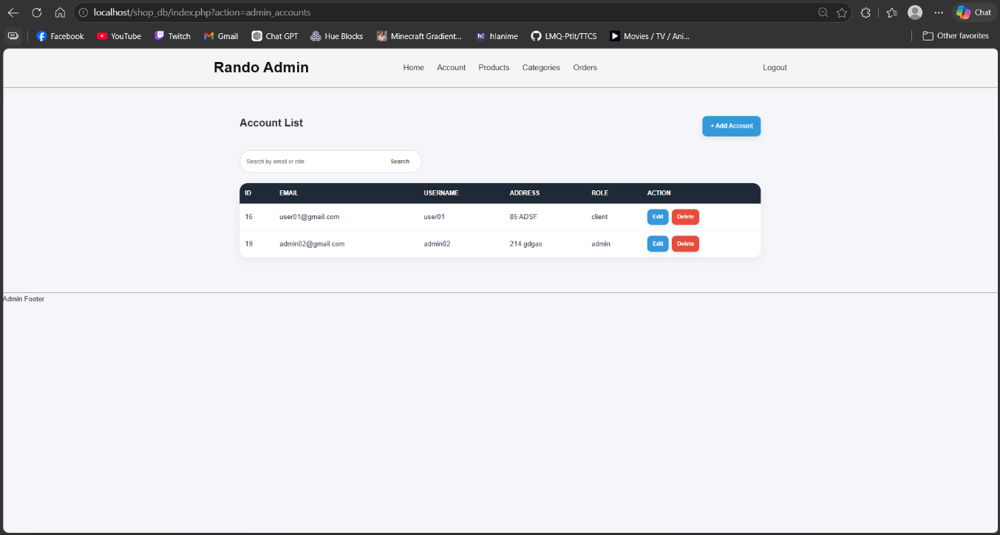 localhost/shop_db/index.php?action=admin_accounts Chat
Facebook YouTube Twitch Gmail Chat GPT Hue Blocks Minecraft Gradient... h! h!anime LMQ-Ptit/TTCS Movies / TV / Ani... Other favorites
Rando Admin Home Account Products Categories Orders Logout
Account List + Add Account
Search by email or role Search
ID EMAIL USERNAME ADDRESS ROLE ACTION
16 user01@gmail.com user01 85 ADSF client Edit Delete
19 admin02@gmail.com admin02 214 gdgas admin Edit Delete
Admin Footer